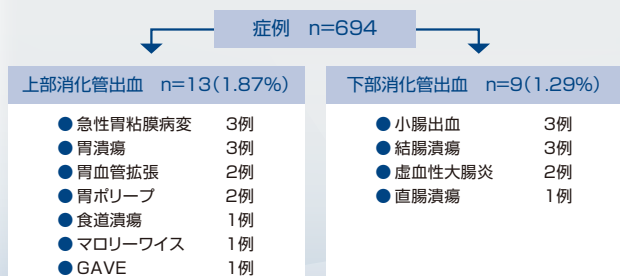 症例 n=694
上部消化管出血 n=13(1.87%)
●急性胃粘膜病変 3例
●胃潰瘍 3例
●胃血管拡張 2例
●胃ポリープ 2例
●食道潰瘍 1例
●マロリーワイス 1例
●GAVE 1例
下部消化管出血 n=9(1.29%)
●小腸出血 3例
●結腸潰瘍 3例
●虚血性大腸炎 2例
●直腸潰瘍 1例